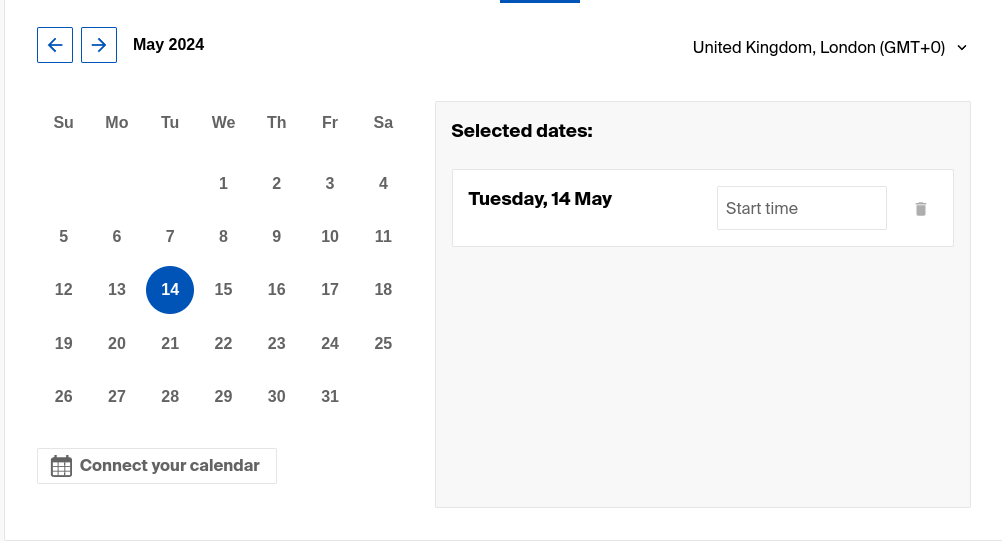 May 2024
United Kingdom, London (GMT+0)
Su Mo Tu We Th Fr Sa
1 2 3 4
5 6 7 8 9 10 11
12 13 14 15 16 17 18
19 20 21 22 23 24 25
26 27 28 29 30 31
Connect your calendar
Selected dates:
Tuesday, 14 May
Start time